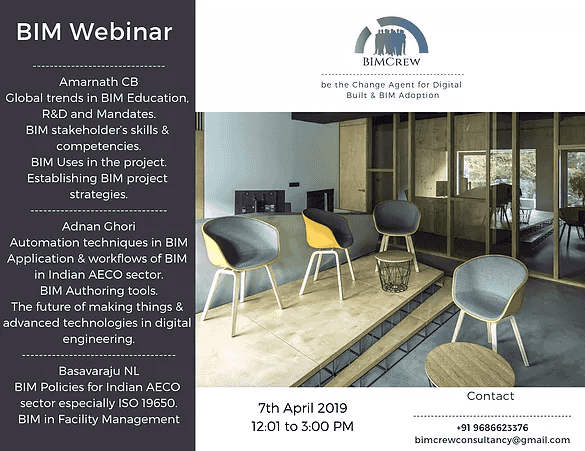 BIM Webinar
Amarnath CB
Global trends in BIM Education,
R&D and Mandates.
BIM stakeholder's skills &
competencies.
BIM Uses in the project.
Establishing BIM project
strategies.
Adnan Ghori
Automation techniques in BIM
Application & workflows of BIM
in Indian AECO sector.
BIM Authoring tools.
The future of making things &
advanced technologies in digital
engineering.
Basavaraju NL
BIM Policies for Indian AECO
sector especially ISO 19650.
BIM in Facility Management
BIMCREW
be the Change Agent for Digital
Built & BIM Adoption
7th April 2019
12:01 to 3:00 PM
Contact
+91 9686623376
bimcrewconsultancy@gmail.com